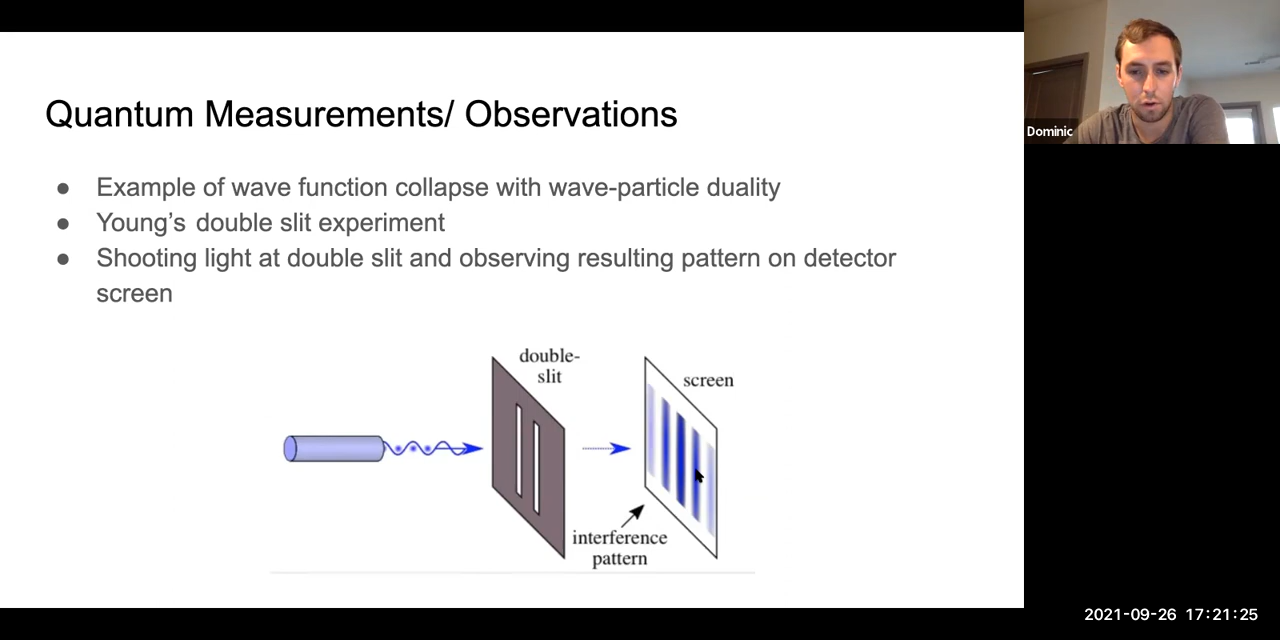 Quantum Measurements/ Observations
● Example of wave function collapse with wave-particle duality
● Young’s double slit experiment
● Shooting light at double slit and observing resulting pattern on detector
screen
double-
slit
screen
interference
pattern
Dominic
2021-09-26 17:21:25